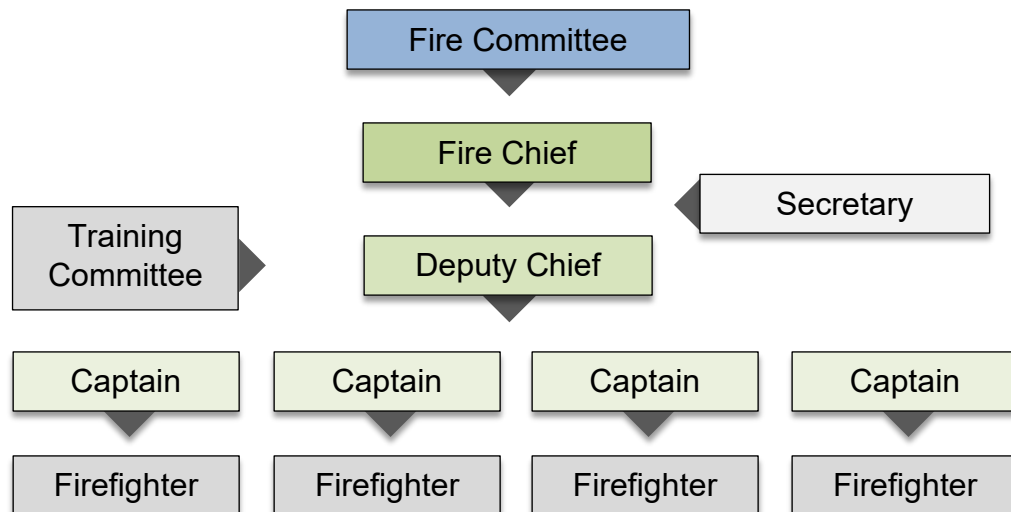 Fire Committee
Fire Chief
Secretary
Training
Committee
Deputy Chief
Captain
Captain
Captain
Captain
Firefighter
Firefighter
Firefighter
Firefighter